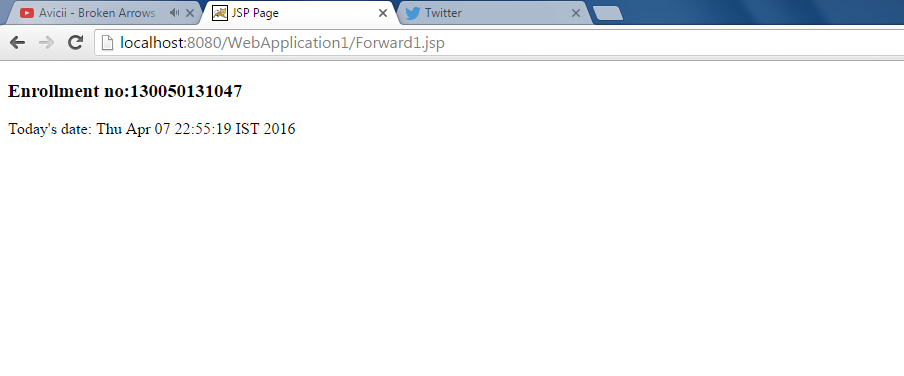 Avicii - Broken Arrows
JSP Page
Twitter
localhost:8080/WebApplication1/Forward1.jsp
Enrollment no:130050131047
Today's date: Thu Apr 07 22:55:19 IST 2016